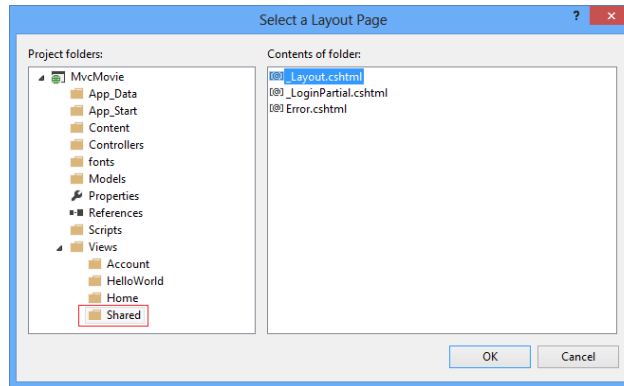 Select a Layout Page
?
×
Project folders:
Contents of folder:
MvcMovie
App_Data
App_Start
Content
Controllers
fonts
Models
Properties
References
Scripts
Views
Account
HelloWorld
Home
Shared
[@] _Layout.cshtml
[@] _LoginPartial.cshtml
[@] Error.cshtml
OK
Cancel